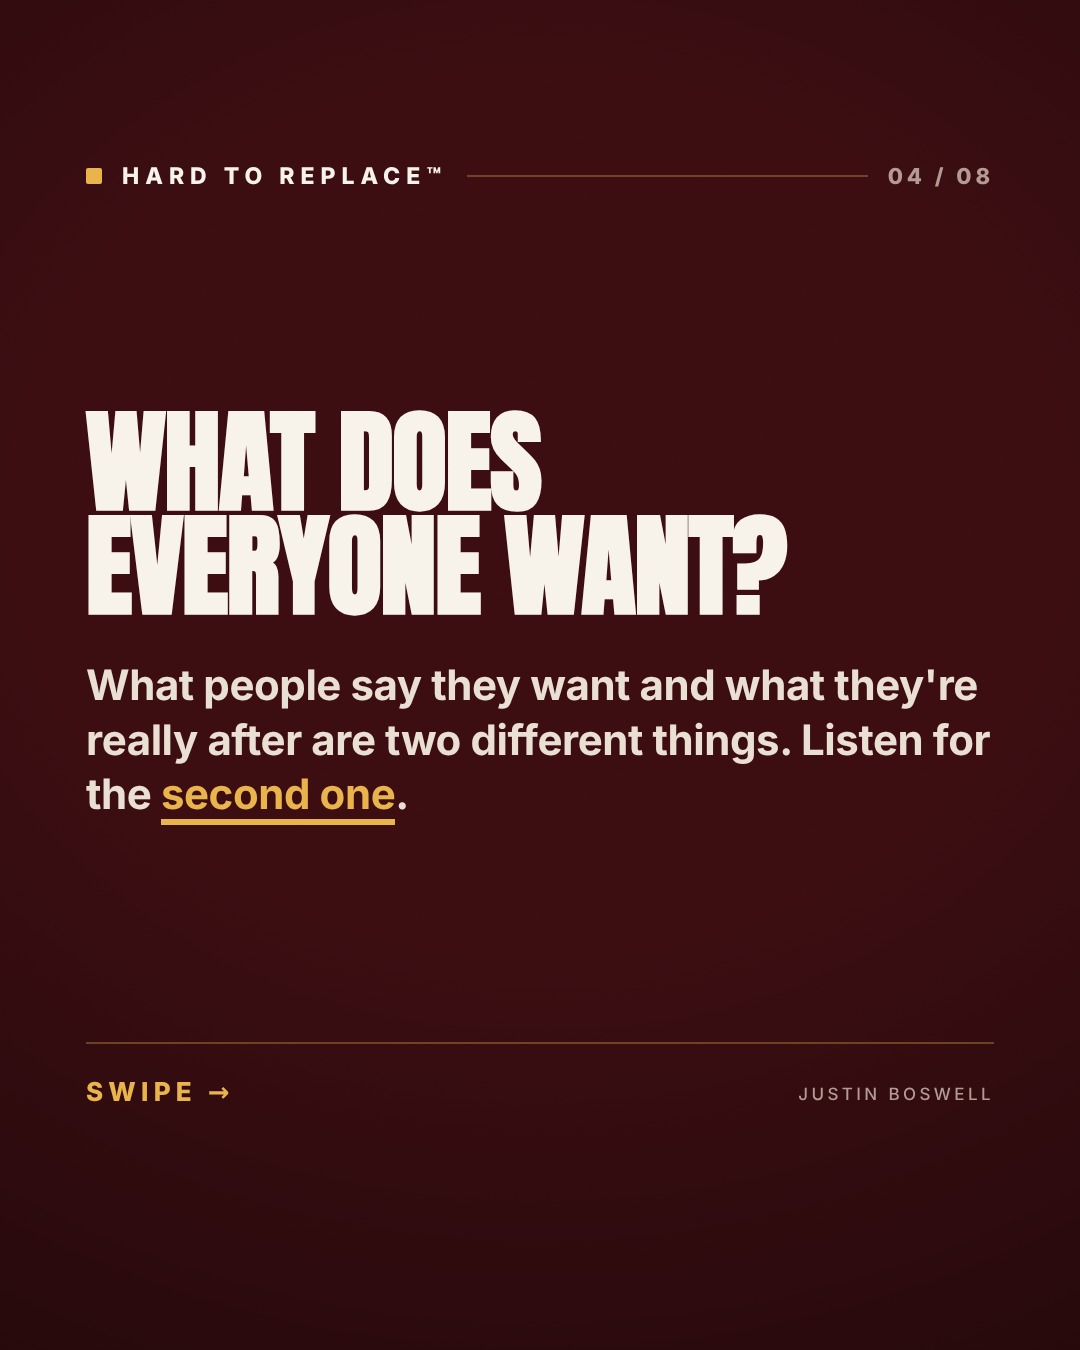 HARD TO REPLACE™
04 / 08
WHAT DOES
EVERYONE WANT?
What people say they want and what they're
really after are two different things. Listen for
the second one.
SWIPE →
JUSTIN BOSWELL